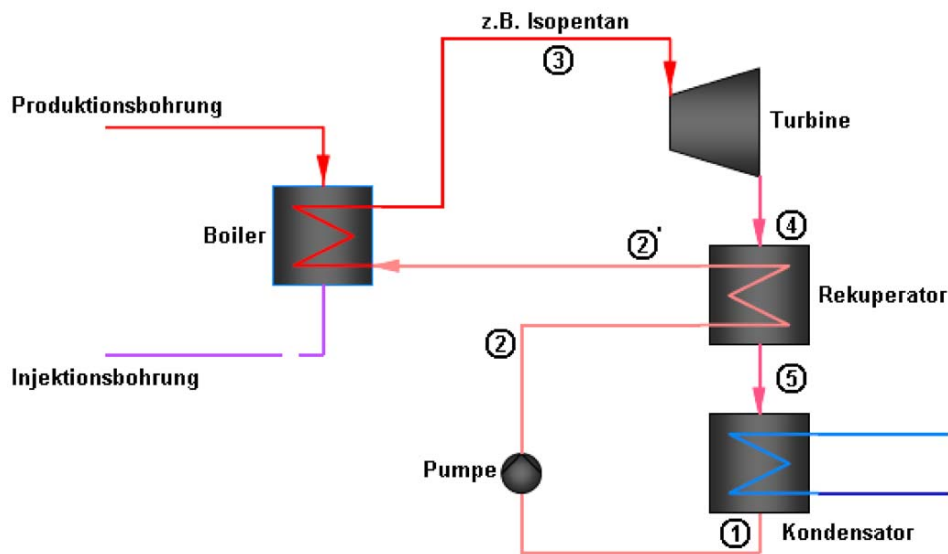 z.B. Isopentan
③
Produktionsbohrung
Turbine
Boiler
④
②'
Rekuperator
②
Injektionsbohrung
⑤
Pumpe
①
Kondensator